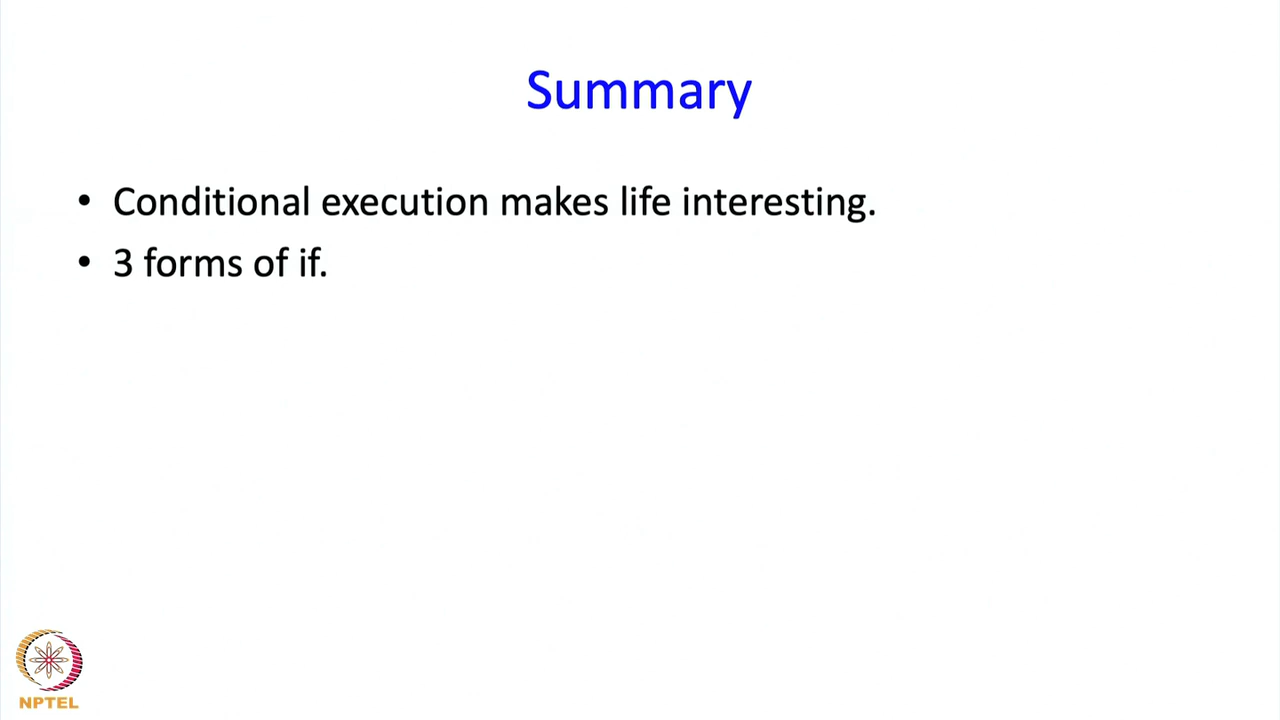 Summary
• Conditional execution makes life interesting.
• 3 forms of if.
NPTEL